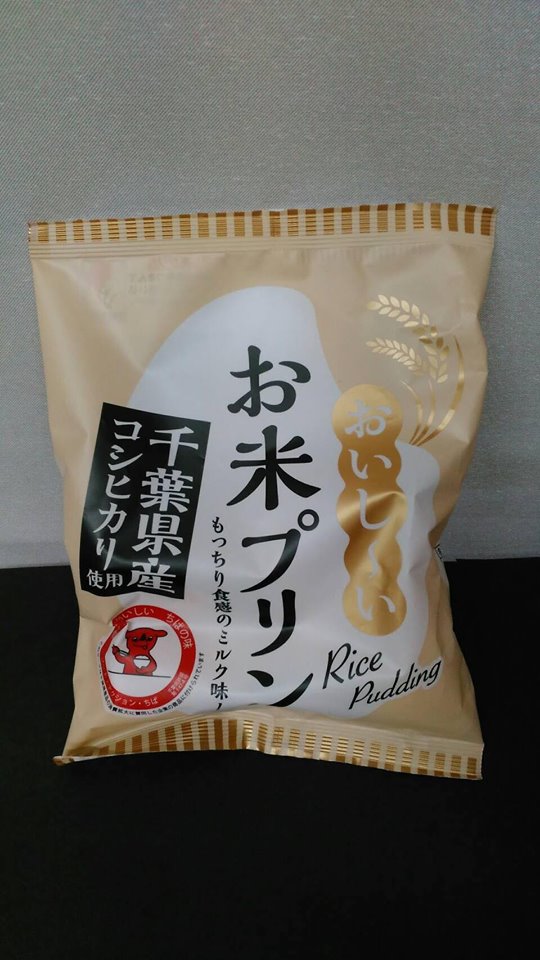 おいし〜い
お米プリン
もっちり食感のミルク味！
千葉県産
コシヒカリ
使用
Rice
Pudding
おいしい ちばの味